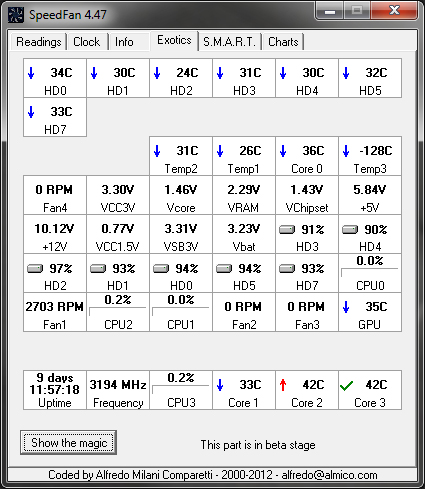 SpeedFan 4.47
Readings Clock Info Exotics S.M.A.R.T. Charts
34C 30C 24C 31C 30C 32C
HD0 HD1 HD2 HD3 HD4 HD5
33C
HD7
31C 26C 36C -128C
Temp2 Temp1 Core 0 Temp3
0 RPM 3.30V 1.46V 2.29V 1.43V 5.84V
Fan4 VCC3V Vcore VRAM VChipset +5V
10.12V 0.77V 3.31V 3.23V 91% 90%
+12V VCC1.5V VSB3V Vbat HD3 HD4
97% 93% 94% 94% 93% 0.0%
HD2 HD1 HD0 HD5 HD7 CPU0
2703 RPM 0.2% 0.0% 0 RPM 0 RPM 35C
Fan1 CPU2 CPU1 Fan2 Fan3 GPU
9 days
11:57:18 3194 MHz 0.2% 33C 42C 42C
Uptime Frequency CPU3 Core 1 Core 2 Core 3
Show the magic This part is in beta stage
Coded by Alfredo Milani Comparetti - 2000-2012 - alfredo@almico.com